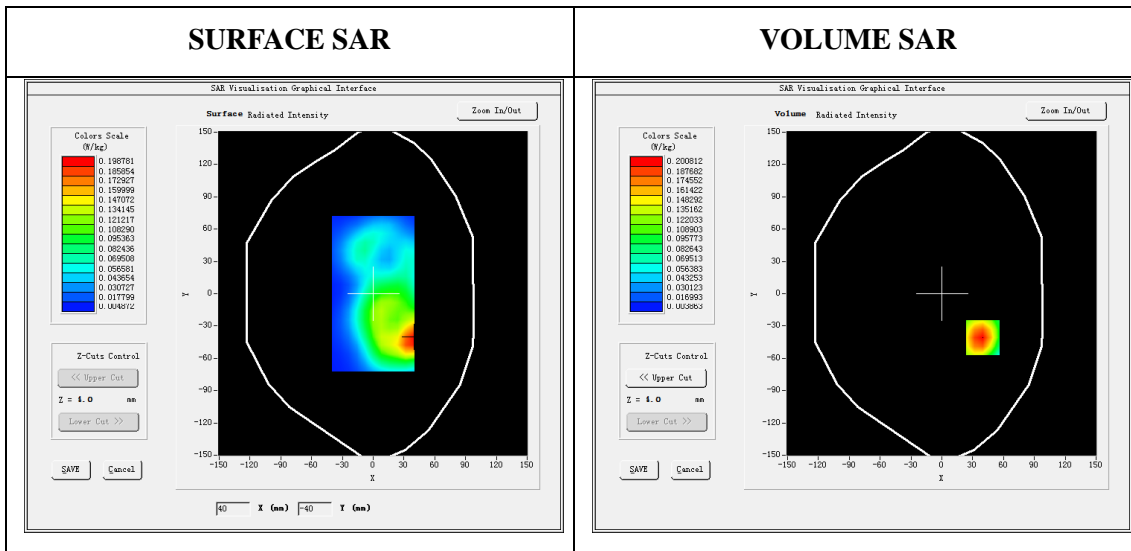 SURFACE SAR
VOLUME SAR
SAR Visualisation Graphical Interface
Surface Radiated Intensity
Zoom In/Out
Colors Scale
(W/kg)
0.198781
0.185854
0.172927
0.159999
0.147072
0.134145
0.121217
0.108290
0.095363
0.082436
0.069508
0.056581
0.043654
0.030727
0.017799
0.004872
150
120
90
60
30
0
-30
-60
-90
-120
-150
Y
-150 -120 -90 -60 -30 0 30 60 90 120 150
X
Z-Cuts Control
<< Upper Cut
Z = 4.0 mm
Lower Cut >>
SAVE Cancel
40 X (mm) -40 Y (mm)
SAR Visualisation Graphical Interface
Volume Radiated Intensity
Zoom In/Out
Colors Scale
(W/kg)
0.200812
0.187682
0.174552
0.161422
0.148292
0.135162
0.122033
0.108903
0.095773
0.082643
0.069513
0.056383
0.043253
0.030123
0.016993
0.003863
150
120
90
60
30
0
-30
-60
-90
-120
-150
Y
-150 -120 -90 -60 -30 0 30 60 90 120 150
X
Z-Cuts Control
<< Upper Cut
Z = 4.0 mm
Lower Cut >>
SAVE Cancel